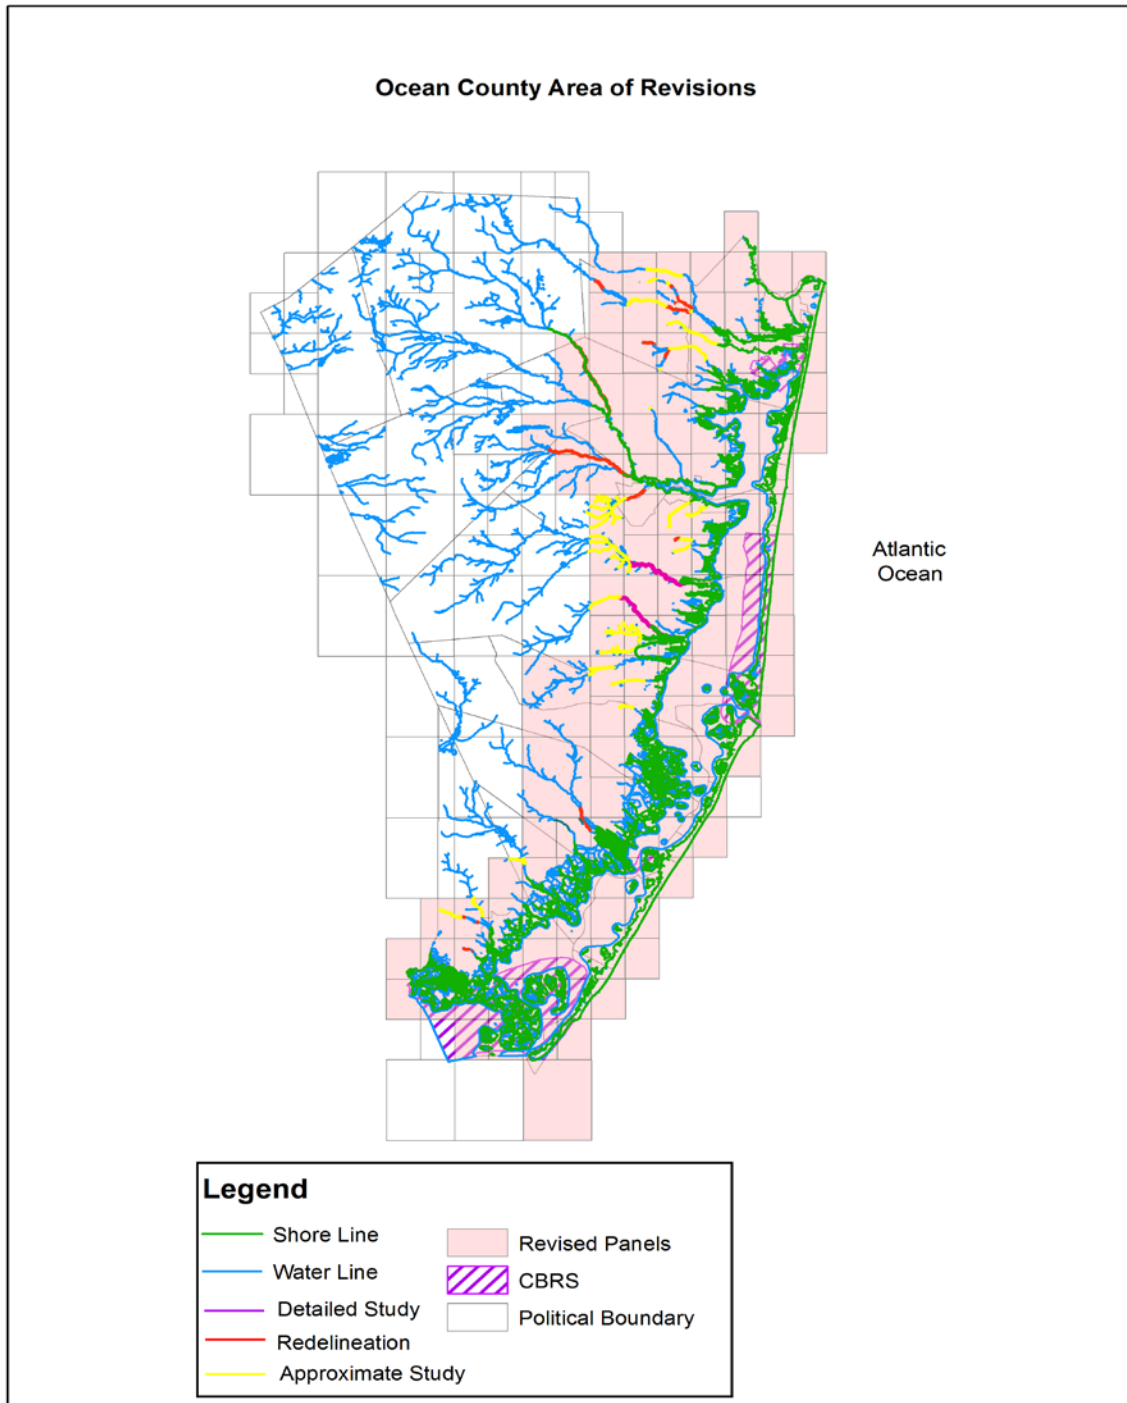 Ocean County Area of Revisions
Atlantic
Ocean
Legend
Shore Line
Water Line
Detailed Study
Redelineation
Approximate Study
Revised Panels
CBRS
Political Boundary